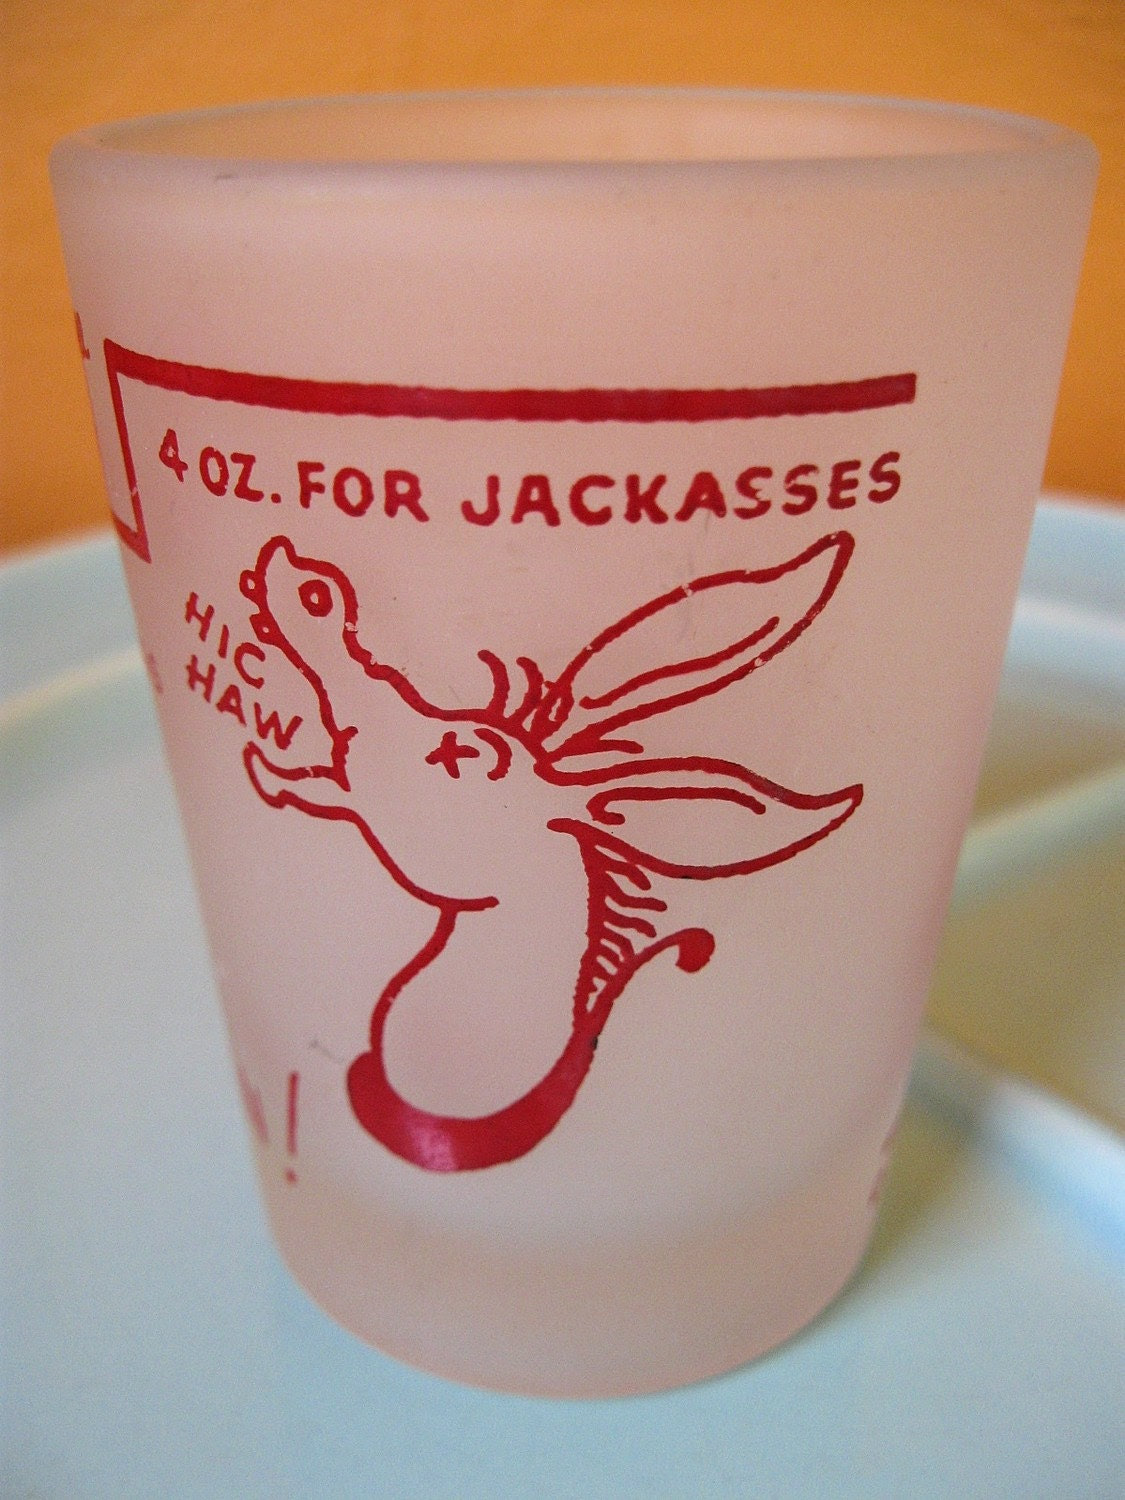 4 OZ. FOR JACKASSES
HIC
HAW
!